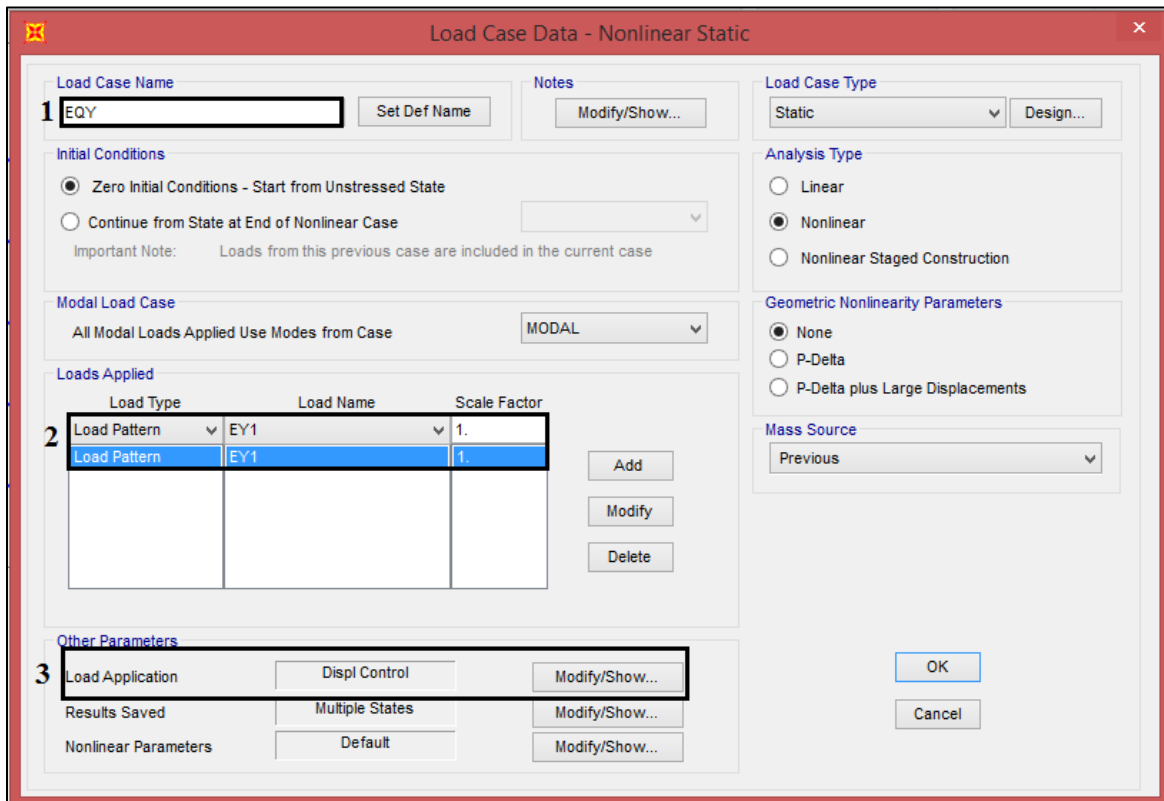 Load Case Data - Nonlinear Static
Load Case Name
1
EQY
Set Def Name
Notes
Modify/Show...
Load Case Type
Static
Design...
Initial Conditions
Zero Initial Conditions - Start from Unstressed State
Continue from State at End of Nonlinear Case
Important Note: Loads from this previous case are included in the current case
Analysis Type
Linear
Nonlinear
Nonlinear Staged Construction
Modal Load Case
All Modal Loads Applied Use Modes from Case
MODAL
Geometric Nonlinearity Parameters
None
P-Delta
P-Delta plus Large Displacements
Loads Applied
Load Type Load Name Scale Factor
2
Load Pattern EY1 1.
Load Pattern EY1 1.
Add
Modify
Delete
Mass Source
Previous
Other Parameters
3
Load Application Displ Control Modify/Show...
Results Saved Multiple States Modify/Show...
Nonlinear Parameters Default Modify/Show...
OK
Cancel